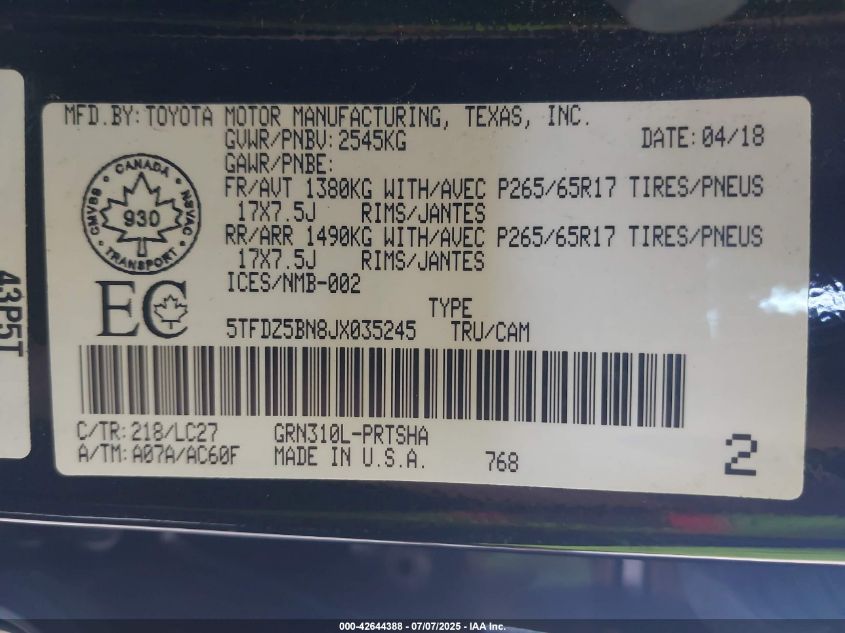 MFD.BY: TOYOTA MOTOR MANUFACTURING, TEXAS, INC.
GVWR/PNBV: 2545KG DATE: 04/18
GAWR/PNBE:
FR/AVT 1380KG WITH/AVEC P265/65R17 TIRES/PNEUS
17X7.5J RIMS/JANTES
RR/ARR 1490KG WITH/AVEC P265/65R17 TIRES/PNEUS
17X7.5J RIMS/JANTES
ICES/NMB-002
CANADA
CMVSS NSVAC
930
TRANSPORT
EC
TYPE
5TFDZ5BN8JX035245 TRU/CAM
C/TR: 218/LC27 GRN310L-PRTSHA
A/TM: A07A/AC60F MADE IN U.S.A. 768
2
43P5T
000-42644388 - 07/07/2025 - IAA Inc.